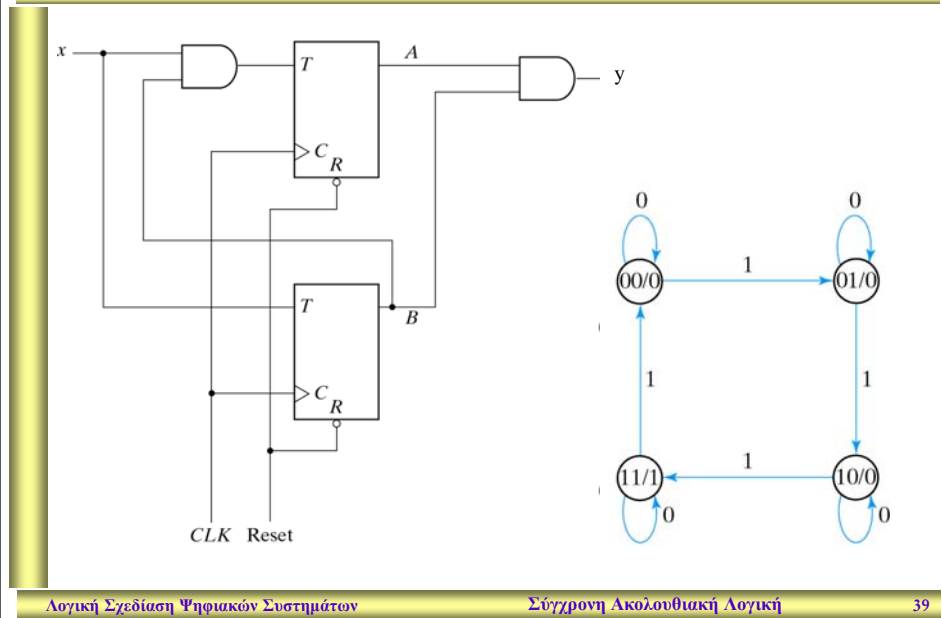 x
T
A
y
C
R
0
0
00/0
1
01/0
T
B
1
1
C
R
11/1
1
10/0
0
0
CLK Reset
Λογική Σχεδίαση Ψηφιακών Συστημάτων
Σύγχρονη Ακολουθιακή Λογική
39